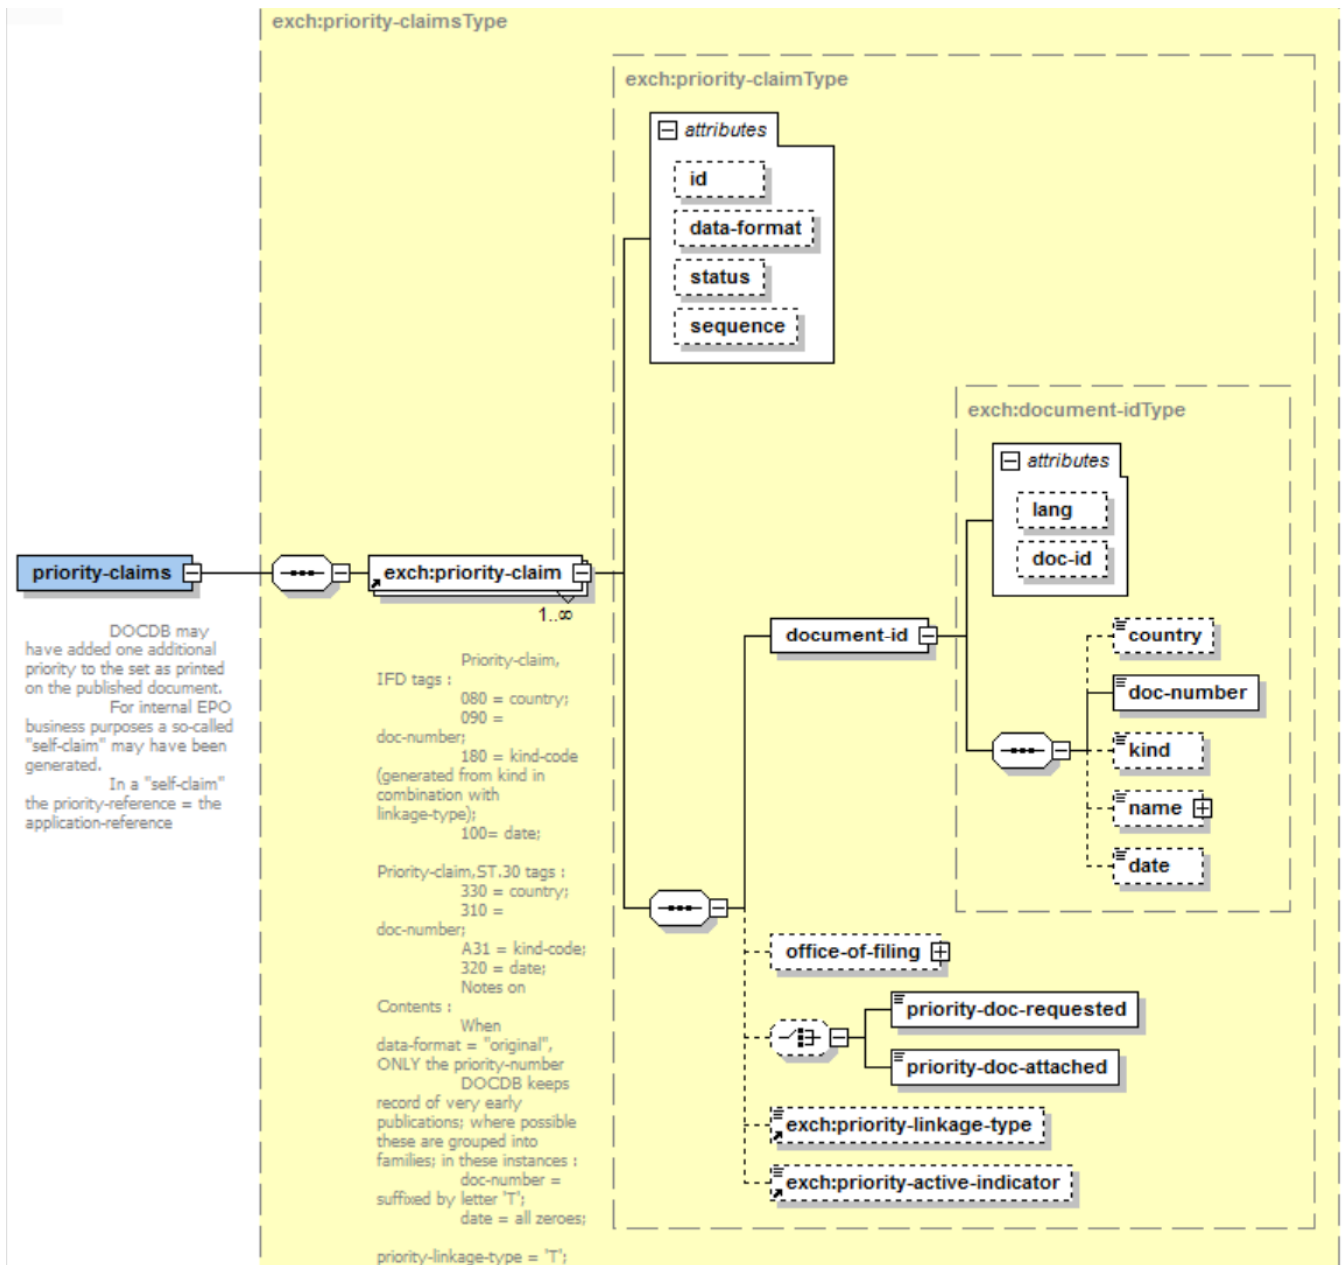 exch:priority-claimsType
exch:priority-claimType
attributes
id
data-format
status
sequence
exch:document-idType
attributes
lang
doc-id
priority-claims
exch:priority-claim
1..∞
DOCDB may
have added one additional
priority to the set as printed
on the published document.
For internal EPO
business purposes a so-called
"self-claim" may have been
generated.
In a "self-claim"
the priority-reference = the
application-reference
Priority-claim,
IFD tags :
080 = country;
090 =
doc-number;
180 = kind-code
(generated from kind in
combination with
linkage-type);
100= date;
Priority-claim,ST.30 tags :
330 = country;
310 =
doc-number;
A31 = kind-code;
320 = date;
Notes on
Contents :
When
data-format = "original",
ONLY the priority-number
DOCDB keeps
record of very early
publications; where possible
these are grouped into
families; in these instances :
doc-number =
suffixed by letter 'T';
date = all zeroes;
priority-linkage-type = 'T';
document-id
country
doc-number
kind
name
date
office-of-filing
priority-doc-requested
priority-doc-attached
exch:priority-linkage-type
exch:priority-active-indicator